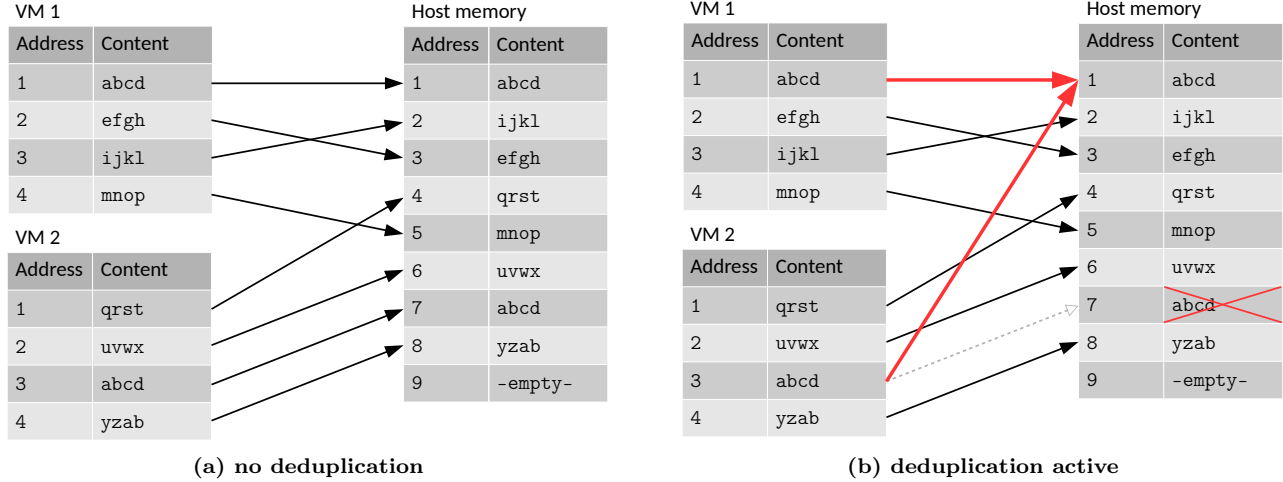 VM 1
Address Content
1 abcd
2 efgh
3 ijkl
4 mnop
VM 2
Address Content
1 qrst
2 uvwx
3 abcd
4 yzab
Host memory
Address Content
1 abcd
2 ijkl
3 efgh
4 qrst
5 mnop
6 uvwx
7 abcd
8 yzab
9 -empty-
(a) no deduplication
VM 1
Address Content
1 abcd
2 efgh
3 ijkl
4 mnop
VM 2
Address Content
1 qrst
2 uvwx
3 abcd
4 yzab
Host memory
Address Content
1 abcd
2 ijkl
3 efgh
4 qrst
5 mnop
6 uvwx
7 abcd
8 yzab
9 -empty-
(b) deduplication active